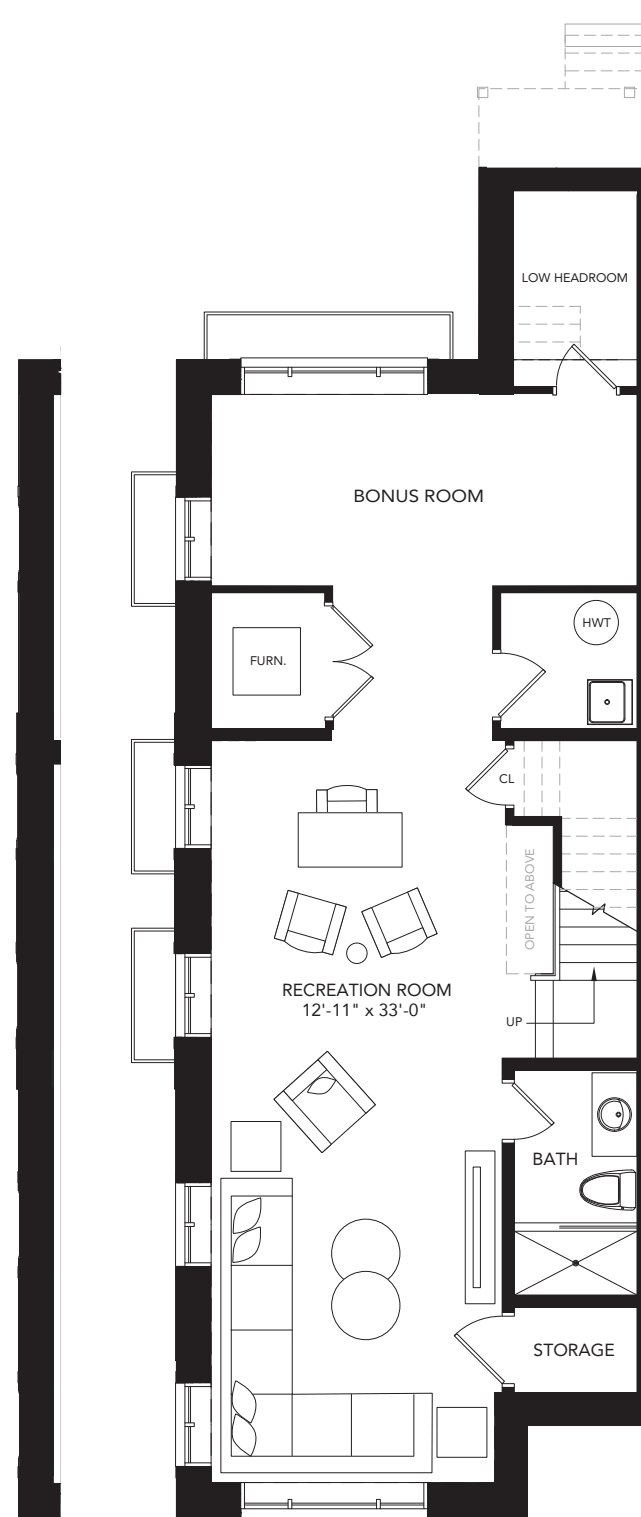 LOW HEADROOM
BONUS ROOM
HWT
FURN.
CL
OPEN TO ABOVE
RECREATION ROOM
12'-11" x 33'-0"
UP
BATH
STORAGE